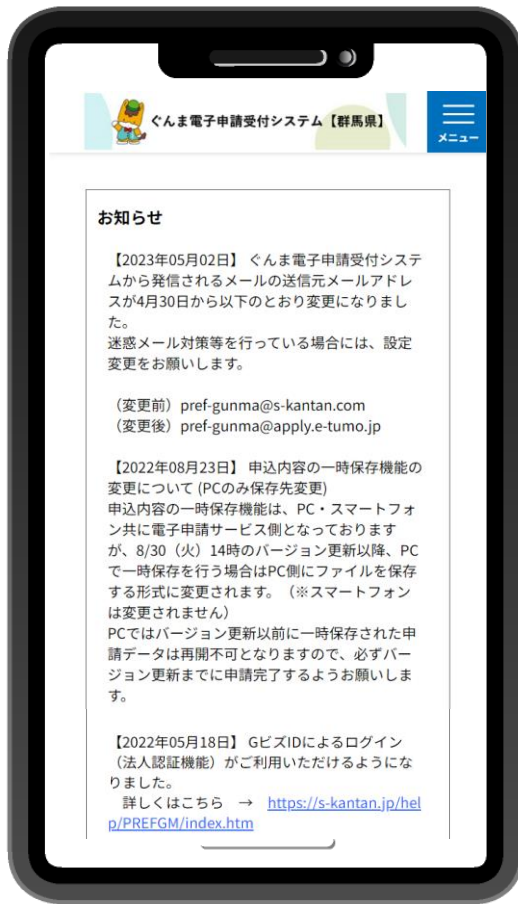 ぐんま電子申請受付システム【群馬県】
メニュー
お知らせ
【2023年05月02日】 ぐんま電子申請受付システ
ムから発信されるメールの送信元メールアドレ
スが4月30日から以下のとおり変更になりまし
た。
迷惑メール対策等を行っている場合には、設定
変更をお願いします。
（変更前）pref-gunma@s-kantan.com
（変更後）pref-gunma@apply.e-tumo.jp
【2022年08月23日】 申込内容の一時保存機能の
変更について (PCのみ保存先変更)
申込内容の一時保存機能は、PC・スマートフォ
ン共に電子申請サービス側となっております
が、8/30（火）14時のバージョン更新以降、PC
で一時保存を行う場合はPC側にファイルを保存
する形式に変更されます。（※スマートフォン
は変更されません）
PCではバージョン更新以前に一時保存された申
請データは再開不可となりますので、必ずバー
ジョン更新までに申請完了するようお願いしま
す。
【2022年05月18日】 GビズIDによるログイン
（法人認証機能）がご利用いただけるようにな
りました。
詳しくはこちら → https://s-kantan.jp/hel
p/PREFGM/index.htm